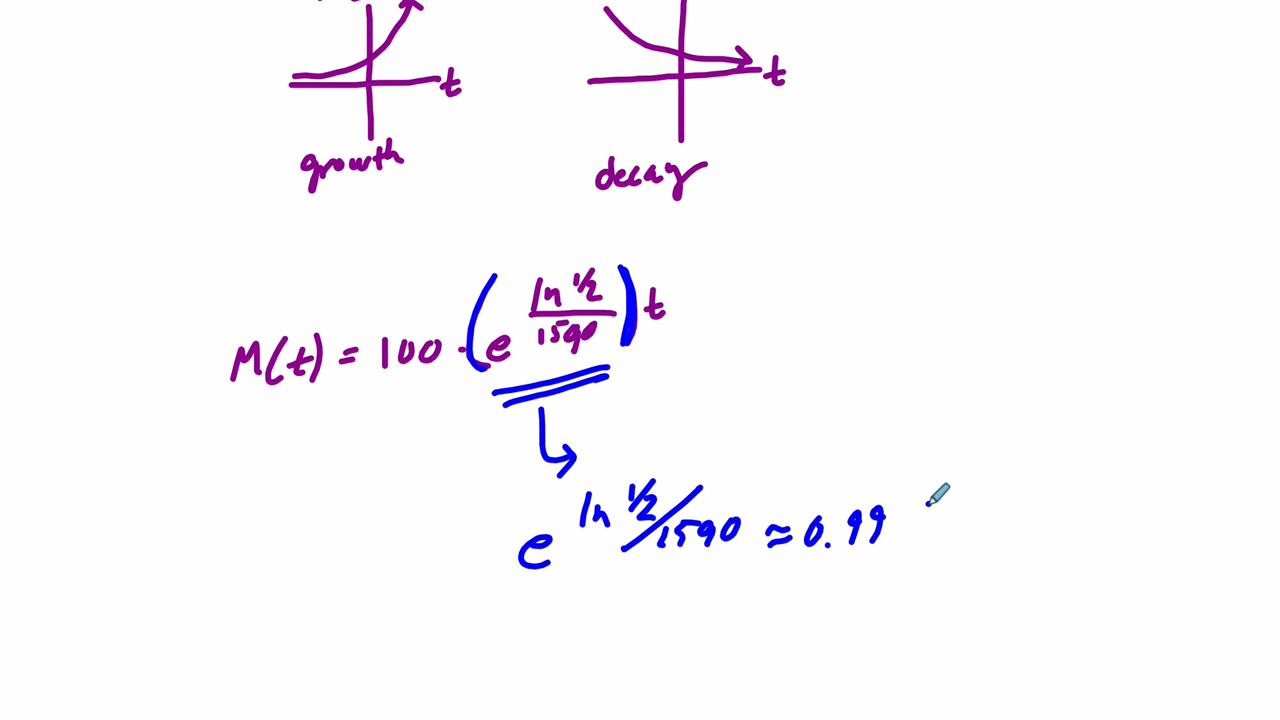 t t
growth decay
M(t) = 100 · (e^(ln 1/2 / 1590))^t
e^(ln 1/2 / 1590) ≈ 0.99